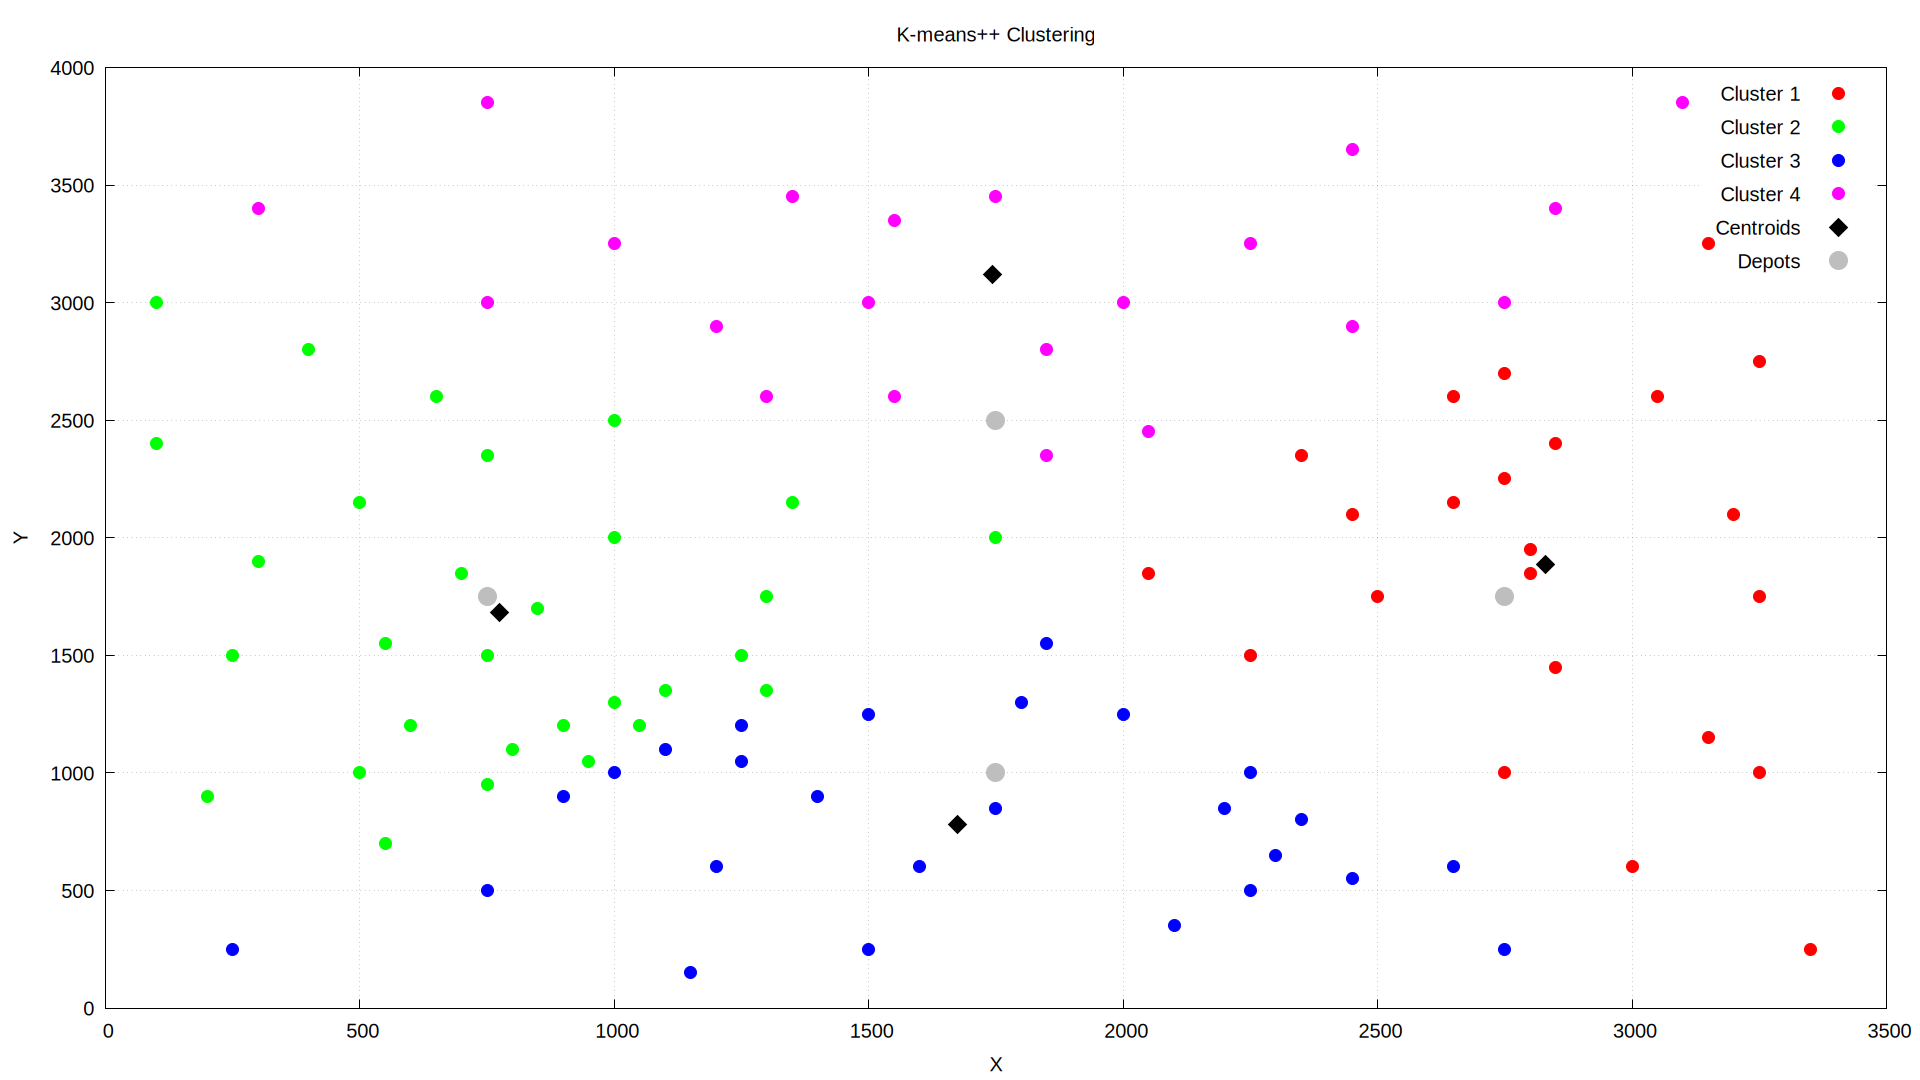 K-means++ Clustering
4000
3500
3000
2500
2000
1500
1000
500
0
Y
Cluster 1
Cluster 2
Cluster 3
Cluster 4
Centroids
Depots
0 500 1000 1500 2000 2500 3000 3500
X